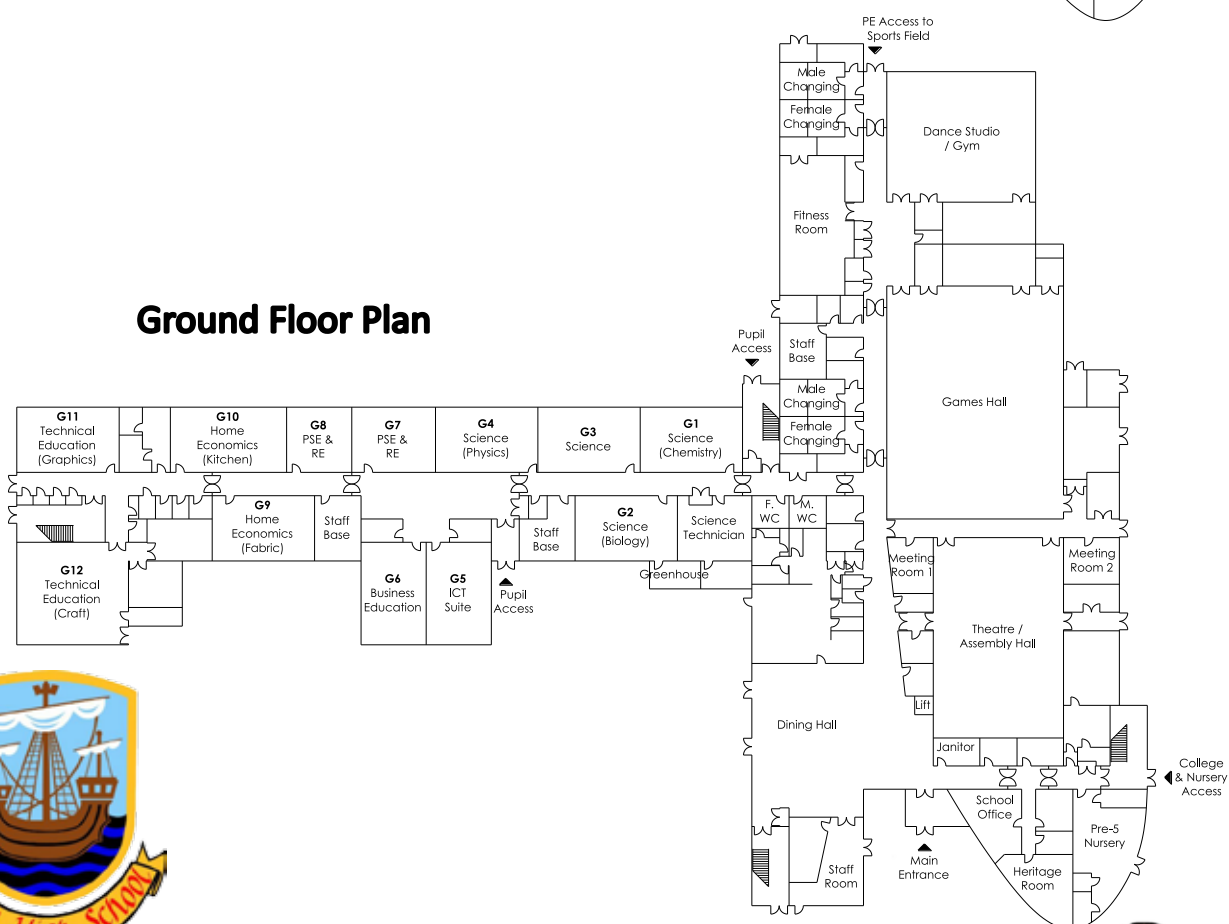 PE Access to
Sports Field
Male
Changing
Female
Changing
Dance Studio
/ Gym
Fitness
Room
Ground Floor Plan
Pupil
Access
Staff
Base
Male
Changing
Female
Changing
Games Hall
G11
Technical
Education
(Graphics)
G10
Home
Economics
(Kitchen)
G8
PSE &
RE
G7
PSE &
RE
G4
Science
(Physics)
G3
Science
G1
Science
(Chemistry)
G9
Home
Economics
(Fabric)
Staff
Base
Staff
Base
G2
Science
(Biology)
Science
Technician
F.
WC
M.
WC
G12
Technical
Education
(Craft)
G6
Business
Education
G5
ICT
Suite
Pupil
Access
Greenhouse
Meeting
Room 1
Meeting
Room 2
Theatre /
Assembly Hall
Lift
Dining Hall
Janitor
College
& Nursery
Access
School
Office
Pre-5
Nursery
Main
Entrance
Heritage
Room
Staff
Room
High School